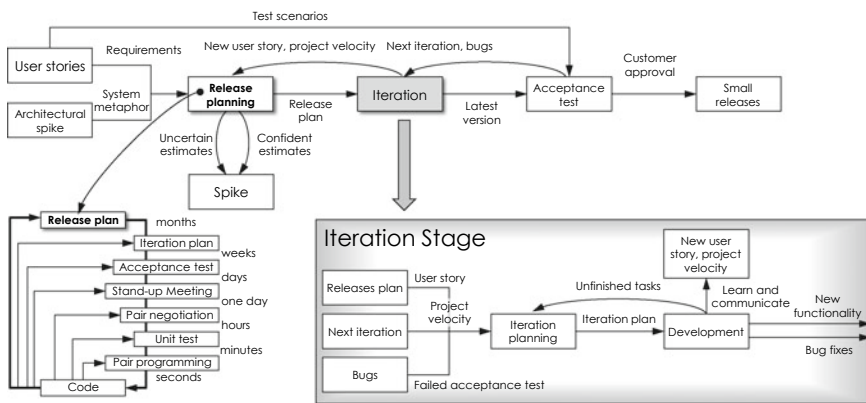 Test scenarios
User stories
Requirements
New user story, project velocity
Next iteration, bugs
Customer
approval
Architectural
spike
System
metaphor
Release
planning
Release
plan
Iteration
Latest
version
Acceptance
test
Small
releases
Uncertain
estimates
Confident
estimates
Spike
Release plan
months
Iteration plan
weeks
Acceptance test
days
Stand-up Meeting
one day
Pair negotiation
hours
Unit test
minutes
Pair programming
seconds
Code
Iteration Stage
Releases plan
User story
Next iteration
Project
velocity
Bugs
Failed acceptance test
Unfinished tasks
Iteration
planning
Iteration plan
Development
New user
story, project
velocity
Learn and
communicate
New
functionality
Bug fixes